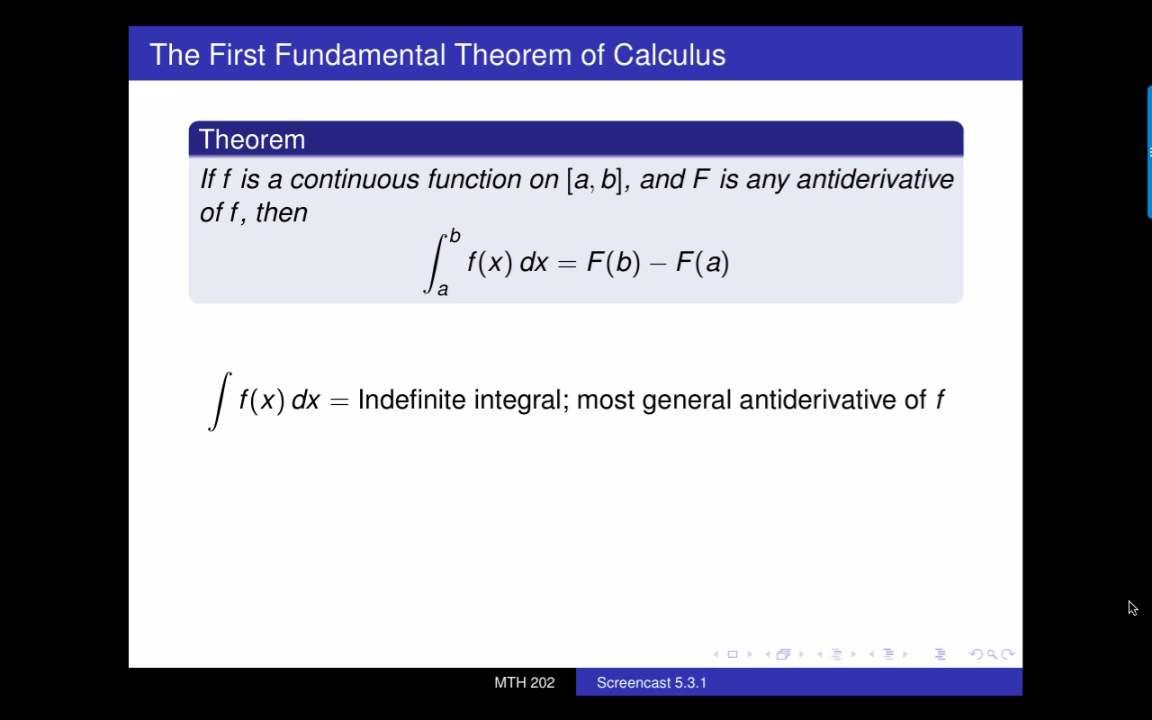 The First Fundamental Theorem of Calculus
Theorem
If f is a continuous function on [a, b], and F is any antiderivative
of f, then
∫_a^b f(x) dx = F(b) − F(a)
∫ f(x) dx = Indefinite integral; most general antiderivative of f
MTH 202 Screencast 5.3.1